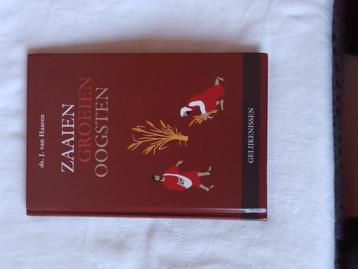 ds. J. van Haaren
ZAAIEN
GROEIEN
OOGSTEN
GELIJKENISSEN